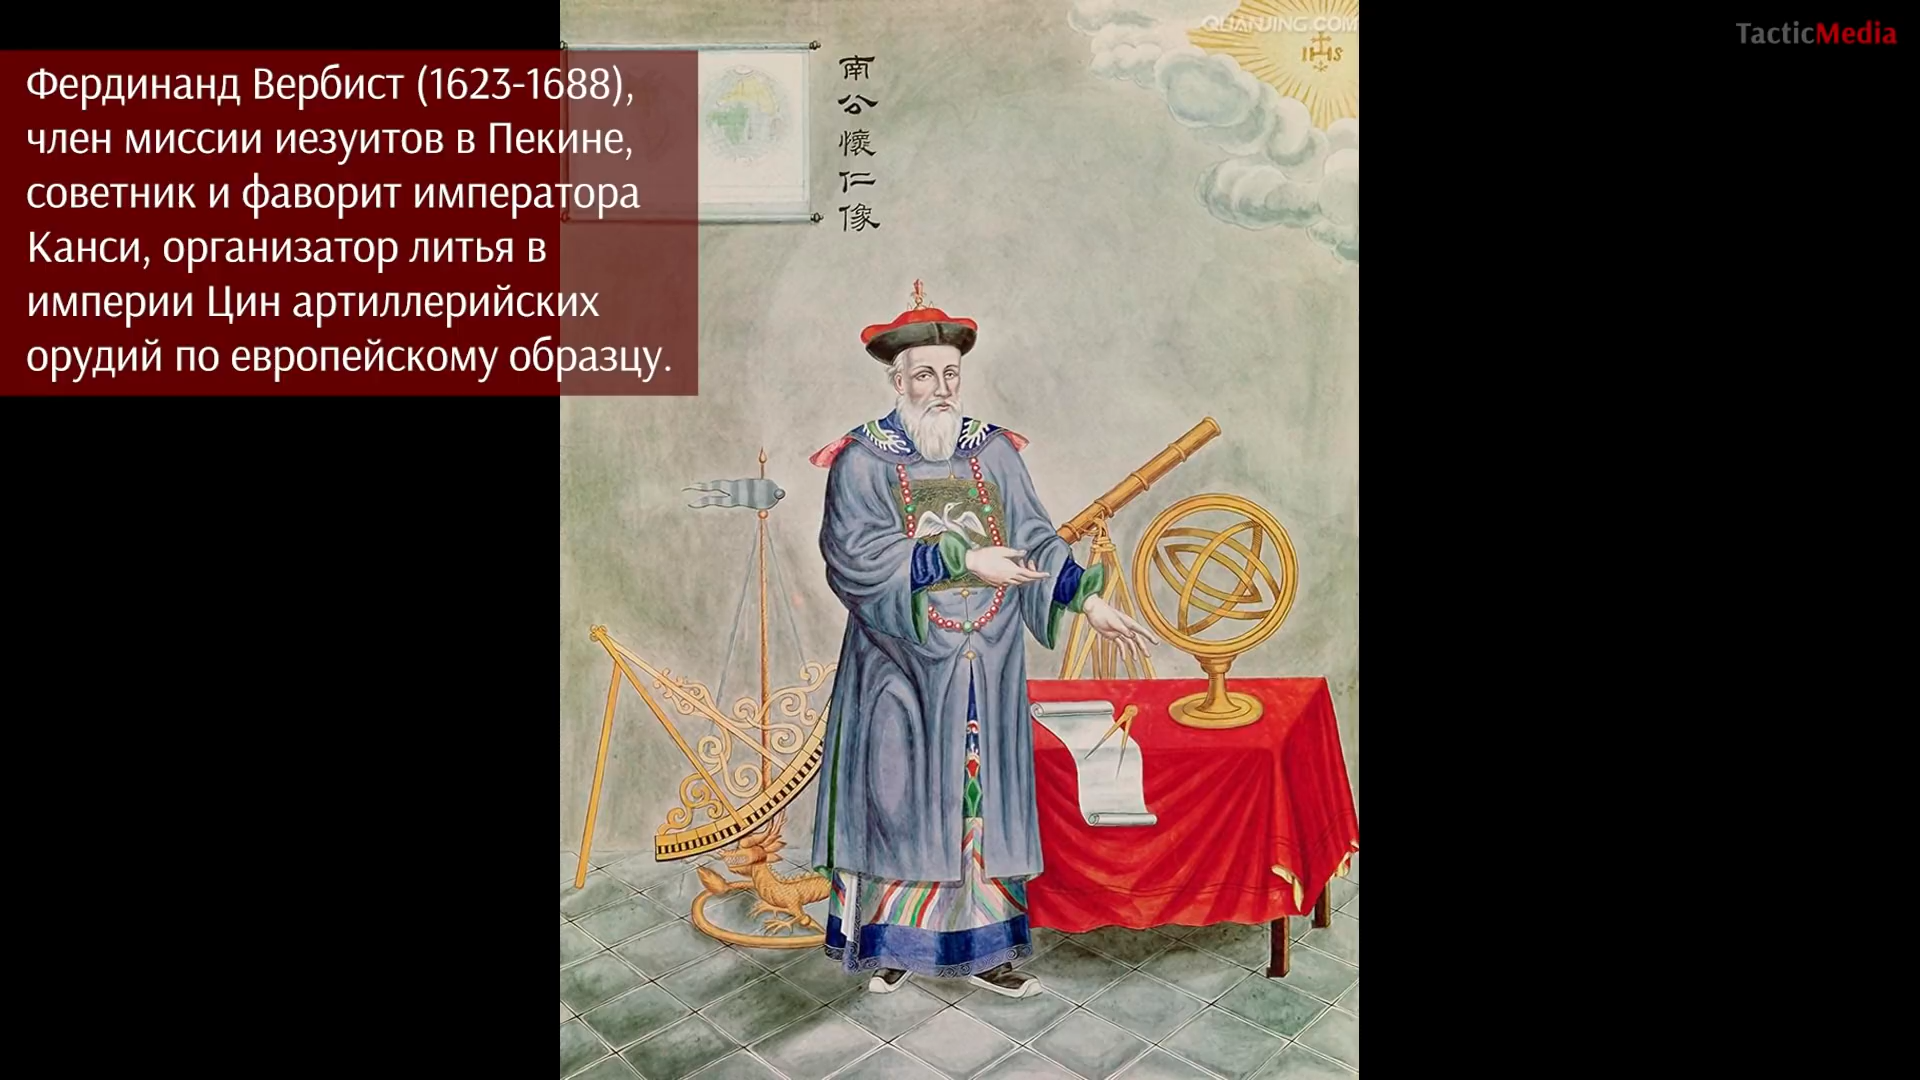 Фердинанд Вербист (1623-1688),
член миссии иезуитов в Пекине,
советник и фаворит императора
Канси, организатор литья в
империи Цин артиллерийских
орудий по европейскому образцу.
南公懷仁像
QUANJING.COM
IHS
TacticMedia